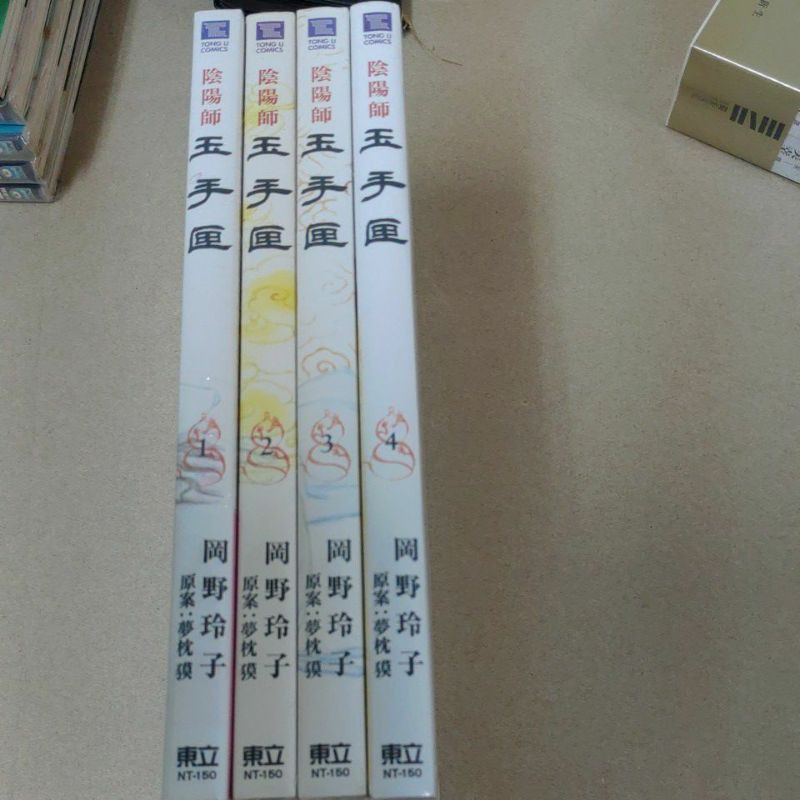 TONG LI
COMICS
陰陽師
玉手匣
1
岡野玲子
原案:夢枕獏
東立
NT-150
TONG LI
COMICS
陰陽師
玉手匣
2
岡野玲子
原案:夢枕獏
東立
NT-150
TONG LI
COMICS
陰陽師
玉手匣
3
岡野玲子
原案:夢枕獏
東立
NT-150
TONG LI
COMICS
陰陽師
玉手匣
4
岡野玲子
原案:夢枕獏
東立
NT-150